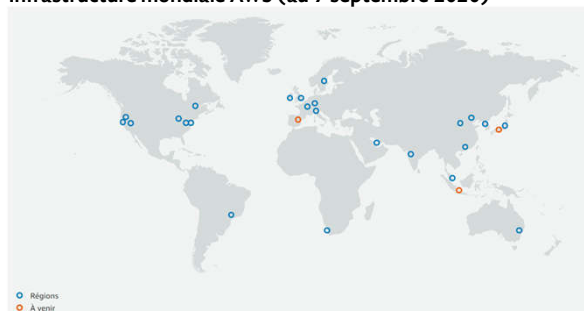 Infrastructure mondiale AWS (au 7 septembre 2020)
Régions
À venir